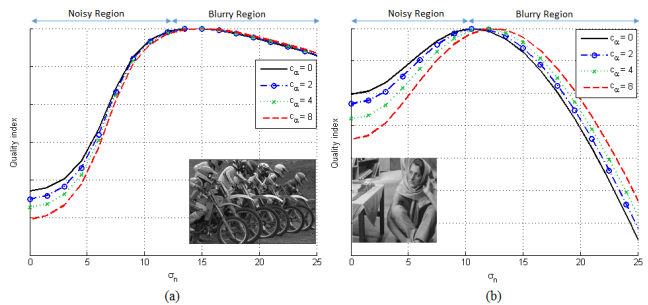 Noisy Region Blurry Region
Quality index
c_α = 0
c_α = 2
c_α = 4
c_α = 8
0 5 10 15 20 25
σ_n
(a)
Noisy Region Blurry Region
Quality index
c_α = 0
c_α = 2
c_α = 4
c_α = 8
0 5 10 15 20 25
σ_n
(b)